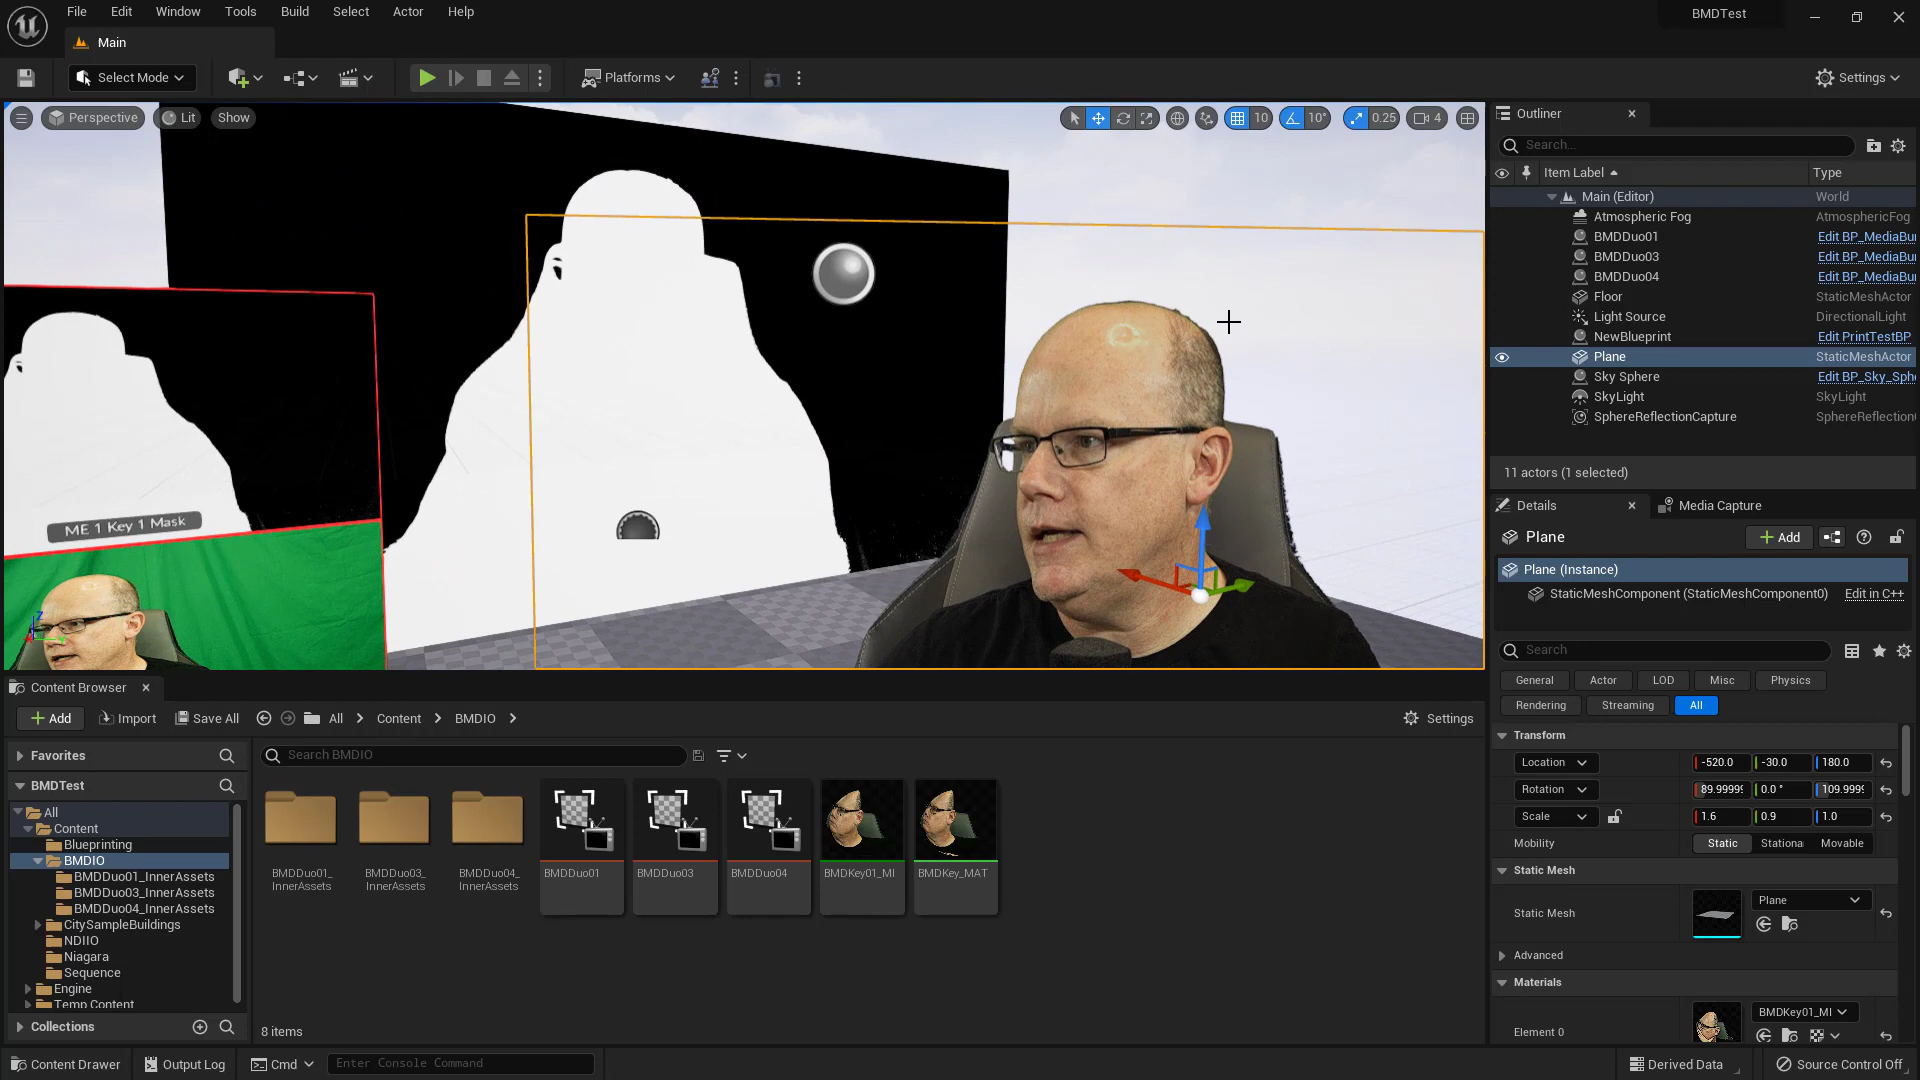 File Edit Window Tools Build Select Actor Help
BMDTest
Main
Select Mode
Platforms
Settings
Perspective Lit Show
10 10° 0.25 4
ME 1 Key 1 Mask
Z
Outliner
Search...
Item Label Type
Main (Editor) World
Atmospheric Fog AtmosphericFog
BMDDuo01 Edit BP_MediaBu
BMDDuo03 Edit BP_MediaBu
BMDDuo04 Edit BP_MediaBu
Floor StaticMeshActor
Light Source DirectionalLight
NewBlueprint Edit PrintTestBP
Plane StaticMeshActor
Sky Sphere Edit BP_Sky_Sph
SkyLight SkyLight
SphereReflectionCapture SphereReflection
11 actors (1 selected)
Details Media Capture
Plane
Add
Plane (Instance)
StaticMeshComponent (StaticMeshComponent0) Edit in C++
Search
General Actor LOD Misc Physics
Rendering Streaming All
Transform
Location -520.0 -30.0 180.0
Rotation 89.9999 0.0 ° 109.999
Scale 1.6 0.9 1.0
Mobility Static Stationa Movable
Static Mesh
Static Mesh Plane
Advanced
Materials
Element 0 BMDKey01_MI
Content Browser
Add Import Save All All Content BMDIO Settings
Favorites
Search BMDIO
BMDTest
All
Content
Blueprinting
BMDIO
BMDDuo01_InnerAssets
BMDDuo03_InnerAssets
BMDDuo04_InnerAssets
CitySampleBuildings
NDIIO
Niagara
Sequence
Engine
Temp Content
Collections
BMDDuo01_
InnerAssets
BMDDuo03_
InnerAssets
BMDDuo04_
InnerAssets
BMDDuo01
BMDDuo03
BMDDuo04
BMDKey01_MI
BMDKey_MAT
8 items
Content Drawer Output Log Cmd Enter Console Command Derived Data Source Control Off